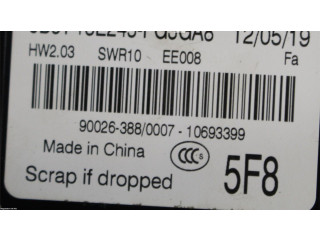 12/05/19
HW2.03 SWR10 EE008 Fa
90026-388/0007 - 10693399
Made in China CCC S 5F8
Scrap if dropped